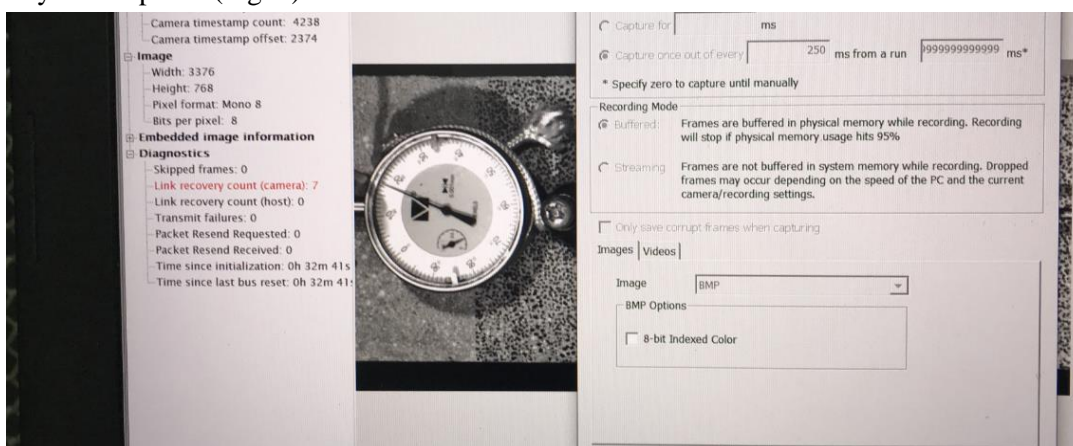 Camera timestamp count: 4238
Camera timestamp offset: 2374
Image
Width: 3376
Height: 768
Pixel format: Mono 8
Bits per pixel: 8
Embedded image information
Diagnostics
Skipped frames: 0
Link recovery count (camera): 7
Link recovery count (host): 0
Transmit failures: 0
Packet Resend Requested: 0
Packet Resend Received: 0
Time since initialization: 0h 32m 41s
Time since last bus reset: 0h 32m 41
Capture for ms
Capture once out of every 250 ms from a run 9999999999999 ms*
* Specify zero to capture until manually
Recording Mode
Buffered: Frames are buffered in physical memory while recording. Recording
will stop if physical memory usage hits 95%
Streaming Frames are not buffered in system memory while recording. Dropped
frames may occur depending on the speed of the PC and the current
camera/recording settings.
Only save corrupt frames when capturing
Images Videos
Image BMP
BMP Options
8-bit Indexed Color